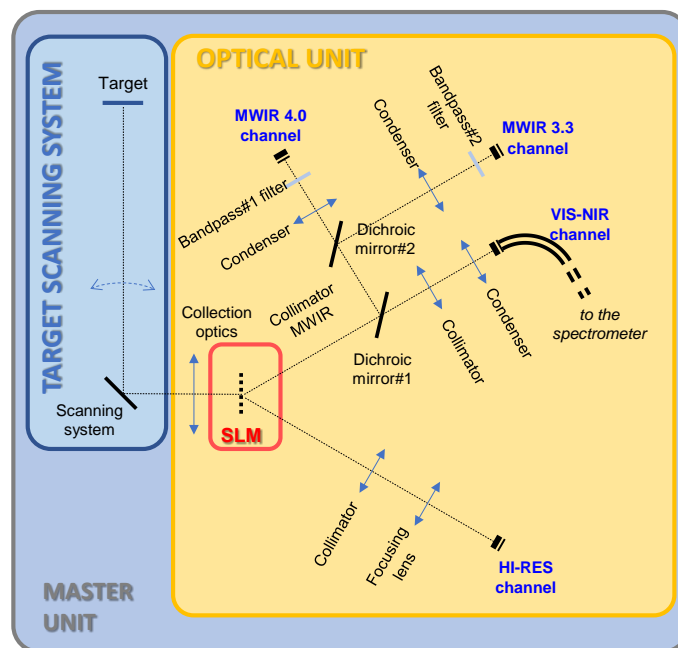 TARGET SCANNING SYSTEM
Target
Scanning
system
OPTICAL UNIT
MWIR 4.0
channel
Bandpass#1 filter
Condenser
Condenser
Bandpass#2
filter
MWIR 3.3
channel
Dichroic
mirror#2
VIS-NIR
channel
Collection
optics
Collimator
MWIR
Dichroic
mirror#1
Collimator
Condenser
to the
spectrometer
SLM
Collimator
Focusing
lens
HI-RES
channel
MASTER
UNIT